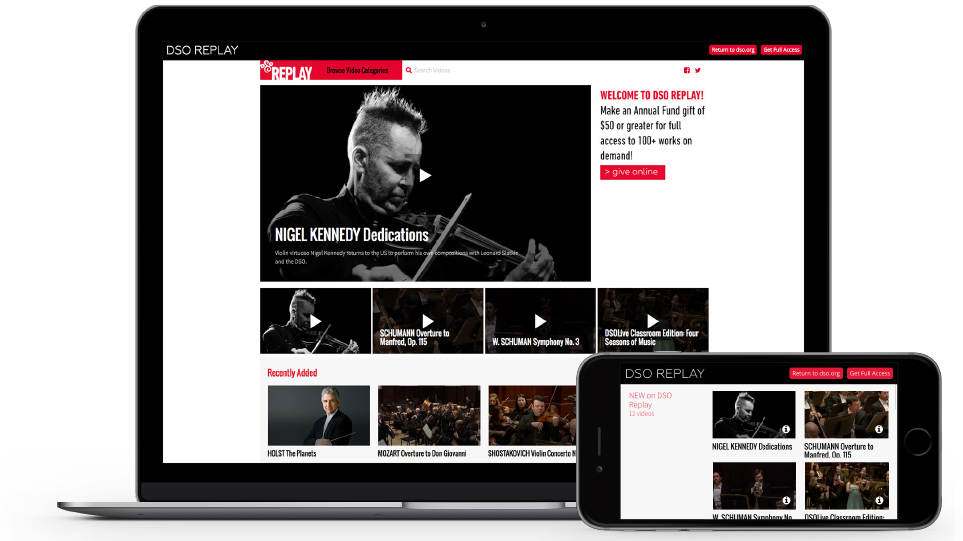 DSO REPLAY
Return to dso.org
Get Full Access
REPLAY
Browse Video Categories
Search Videos
WELCOME TO DSO REPLAY!
Make an Annual Fund gift of
$50 or greater for full
access to 100+ works on
demand!
> give online
NIGEL KENNEDY Dedications
Violin virtuoso Nigel Kennedy returns to the US to perform his own compositions with Leonard Slatkin
and the DSO.
SCHUMANN Overture to
Manfred, Op. 115
W. SCHUMAN Symphony No. 3
DSOLive Classroom Edition: Four
Seasons of Music
Recently Added
HOLST The Planets
MOZART Overture to Don Giovanni
SHOSTAKOVICH Violin Concerto N
DSO REPLAY
Return to dso.org
Get Full Access
NEW on DSO
Replay
12 videos
NIGEL KENNEDY Dedications
SCHUMANN Overture to
Manfred, Op. 115
W. SCHUMAN Symphony No.
DSOLive Classroom Edition: